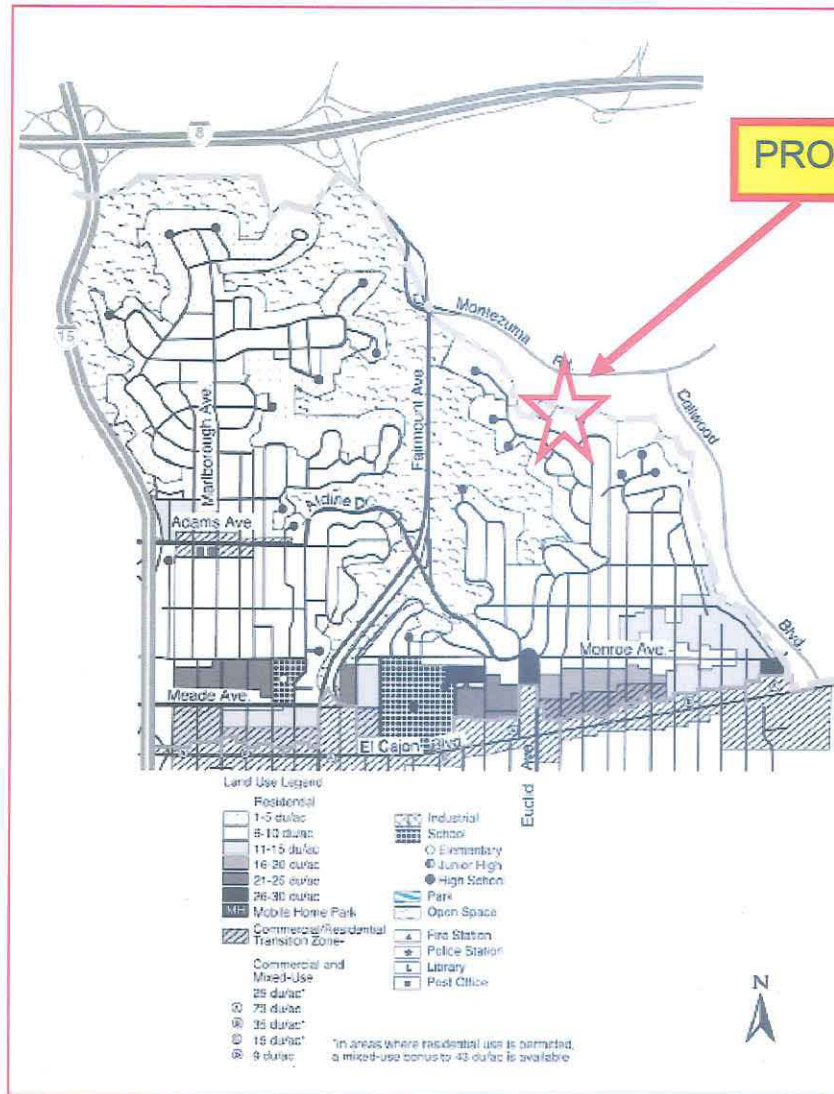 8
PRO
15
Montezuma
Rd.
Collwood
Blvd.
Fairmount Ave.
Marlborough Ave.
Aldine Dr.
Adams Ave.
Monroe Ave.
Meade Ave.
El Cajon Blvd.
Euclid Ave.
Land Use Legend
Residential
1-5 du/ac
6-10 du/ac
11-15 du/ac
16-20 du/ac
21-25 du/ac
26-30 du/ac
MH Mobile Home Park
Commercial/Residential
Transition Zone-
Commercial and
Mixed-Use
25 du/ac*
73 du/ac
35 du/ac*
15 du/ac*
9 du/ac
Industrial
School
Elementary
Junior High
High School
Park
Open Space
Fire Station
Police Station
L Library
Post Office
*In areas where residential use is permitted,
a mixed-use bonus to 43 du/ac is available
N